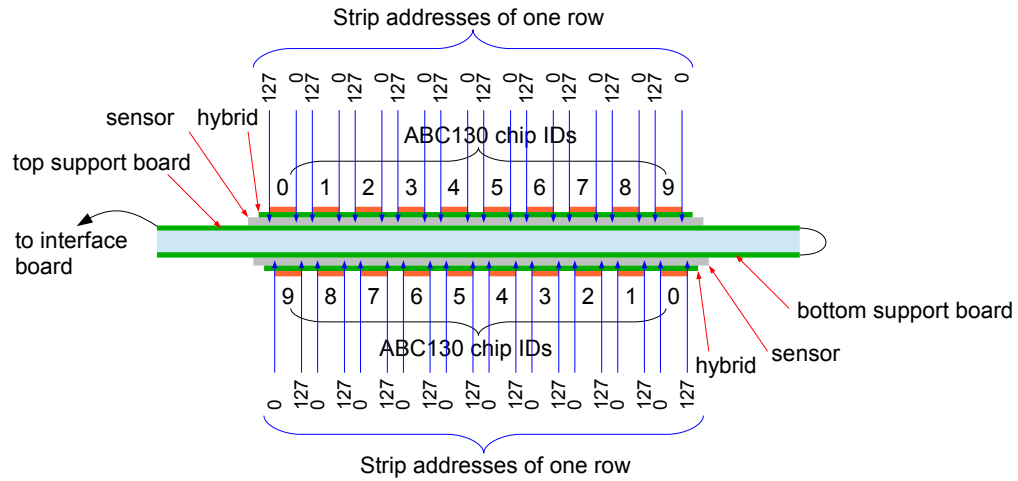 Strip addresses of one row
127 0 127 0 127 0 127 0 127 0 127 0 127 0 127 0 127 0 127 0
sensor
hybrid
ABC130 chip IDs
top support board
0 1 2 3 4 5 6 7 8 9
to interface
board
9 8 7 6 5 4 3 2 1 0
bottom support board
ABC130 chip IDs
sensor
hybrid
0 127 0 127 0 127 0 127 0 127 0 127 0 127 0 127 0 127 0 127
Strip addresses of one row